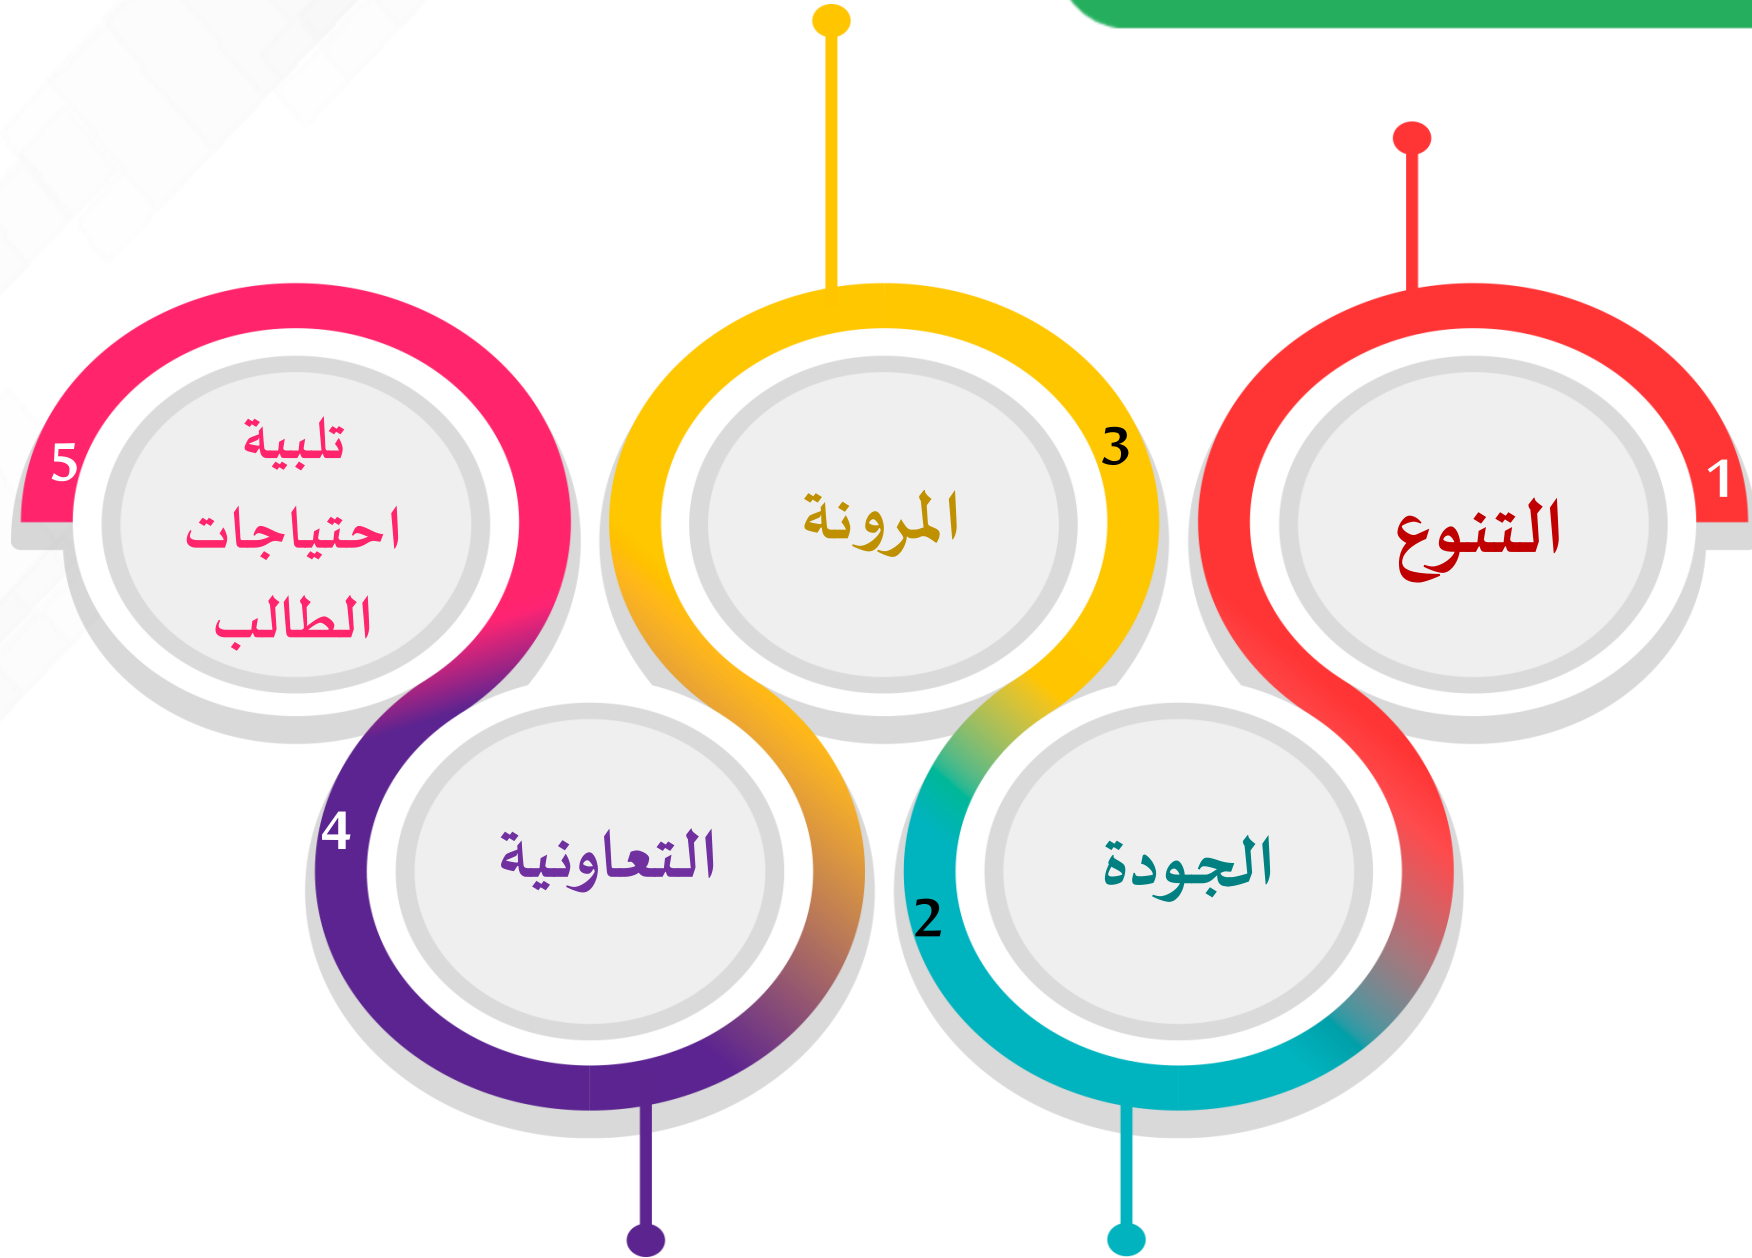 1
التنوع
2
الجودة
3
المرونة
4
التعاونية
5
تلبية
احتياجات
الطالب